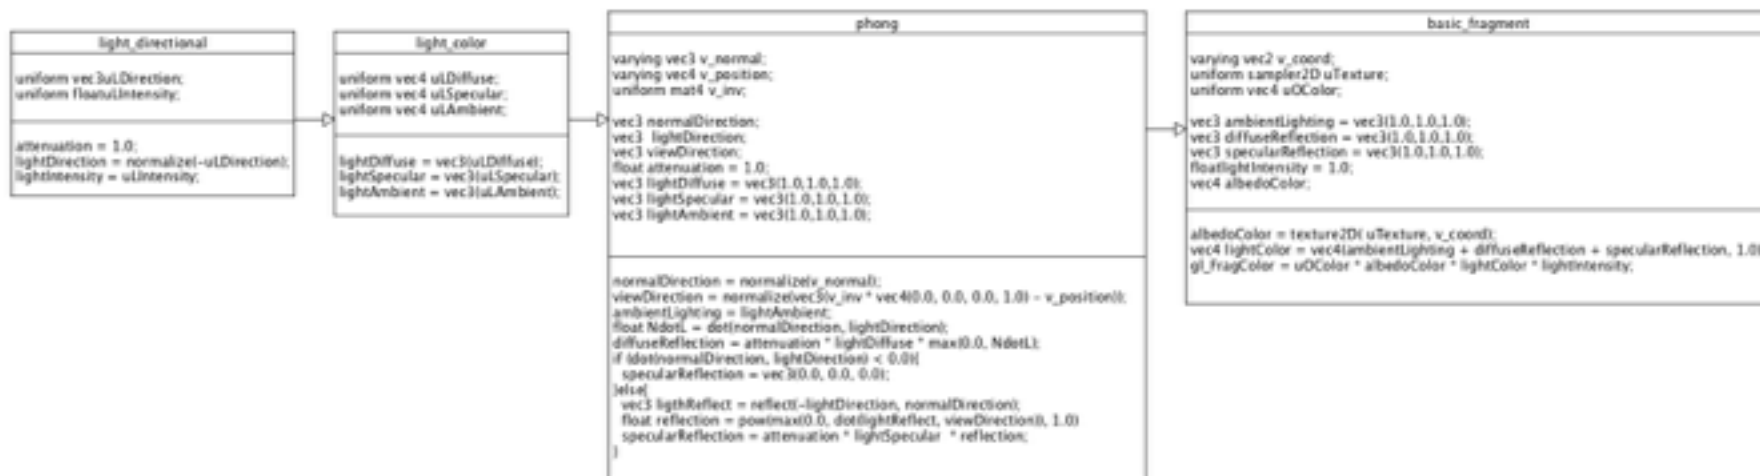 light_directional
uniform vec3uLDirection;
uniform floatuLIntensity;
attenuation = 1.0;
lightDirection = normalize(-uLDirection);
lightIntensity = uLIntensity;
light_color
uniform vec4 uLDiffuse;
uniform vec4 uLSpecular;
uniform vec4 uLAmbient;
lightDiffuse = vec3(uLDiffuse);
lightSpecular = vec3(uLSpecular);
lightAmbient = vec3(uLAmbient);
phong
varying vec3 v_normal;
varying vec4 v_position;
uniform mat4 v_inv;
vec3 normalDirection;
vec3  lightDirection;
vec3 viewDirection;
float attenuation = 1.0;
vec3 lightDiffuse = vec3(1.0,1.0,1.0);
vec3 lightSpecular = vec3(1.0,1.0,1.0);
vec3 lightAmbient = vec3(1.0,1.0,1.0);
normalDirection = normalize(v_normal);
viewDirection = normalize(vec3(v_inv * vec4(0.0, 0.0, 0.0, 1.0) - v_position));
ambientLighting = lightAmbient;
float NdotL = dot(normalDirection, lightDirection);
diffuseReflection = attenuation * lightDiffuse * max(0.0, NdotL);
if (dot(normalDirection, lightDirection) < 0.0){
specularReflection = vec3(0.0, 0.0, 0.0);
}else{
vec3 ligthReflect = reflect(-lightDirection, normalDirection);
float reflection = pow(max(0.0, dot(lightReflect, viewDirection)), 1.0)
specularReflection = attenuation * lightSpecular  * reflection;
}
basic_fragment
varying vec2 v_coord;
uniform sampler2D uTexture;
uniform vec4 uOColor;
vec3 ambientLighting = vec3(1.0,1.0,1.0);
vec3 diffuseReflection = vec3(1.0,1.0,1.0);
vec3 specularReflection = vec3(1.0,1.0,1.0);
floatlightIntensity = 1.0;
vec4 albedoColor;
albedoColor = texture2D( uTexture, v_coord);
vec4 lightColor = vec4(ambientLighting + diffuseReflection + specularReflection, 1.0)
gl_FragColor = uOColor * albedoColor * lightColor * lightIntensity;